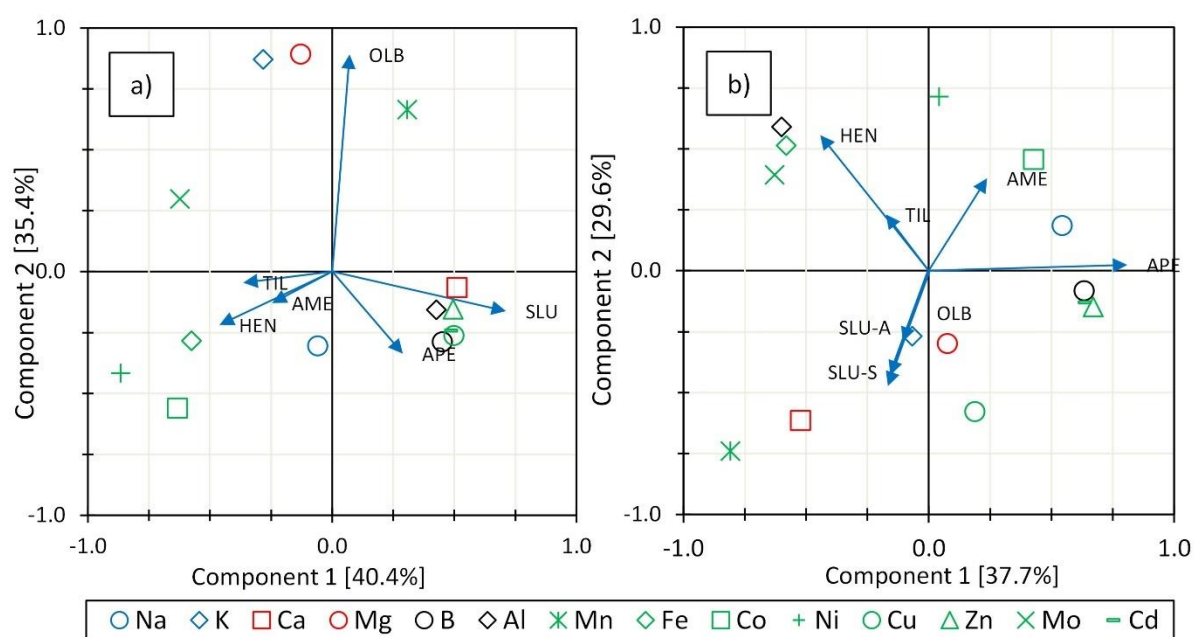 a)
1.0
0.0
-1.0
-1.0
0.0
1.0
Component 2 [35.4%]
Component 1 [40.4%]
OLB
TIL
AME
HEN
SLU
APE
b)
1.0
0.0
-1.0
-1.0
0.0
1.0
Component 2 [29.6%]
Component 1 [37.7%]
HEN
AME
TIL
APE
OLB
SLU-A
SLU-S
Na K Ca Mg B Al Mn Fe Co Ni Cu Zn Mo Cd